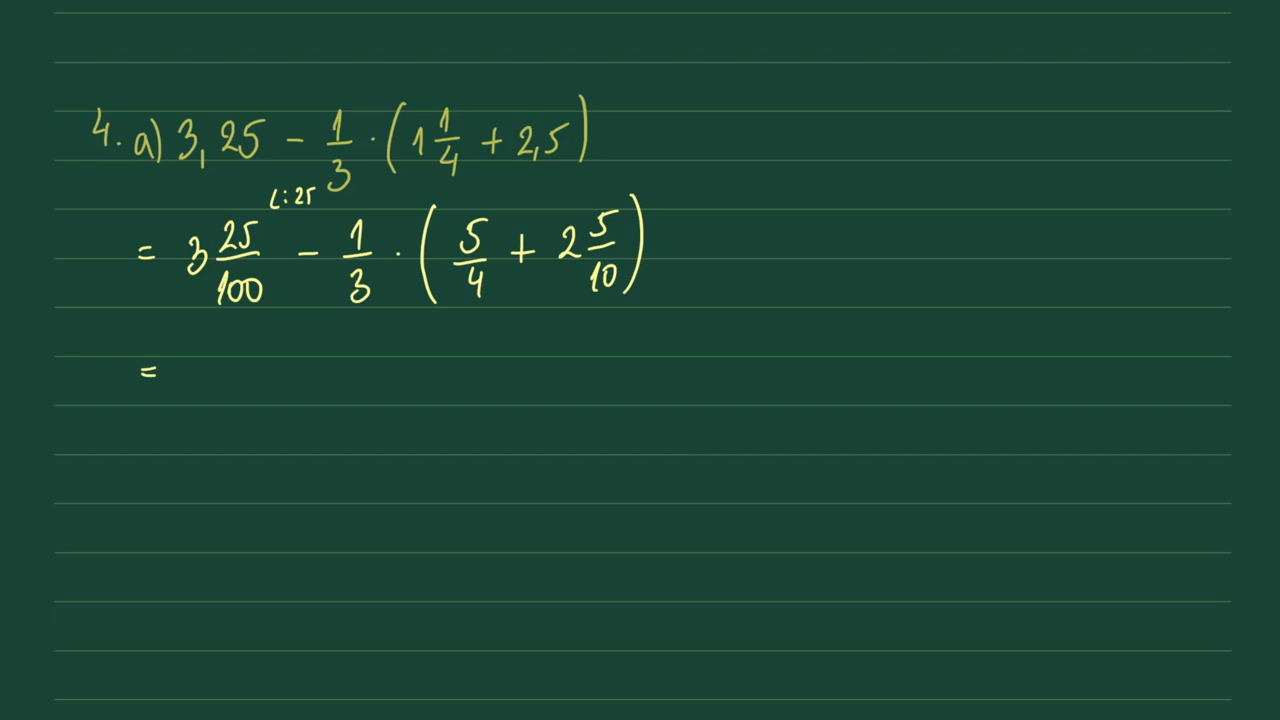 4. a) 3,25 - 1/3 · (1 1/4 + 2,5)
= 3 25/100 (:25 - 1/3 · (5/4 + 2 5/10)
=